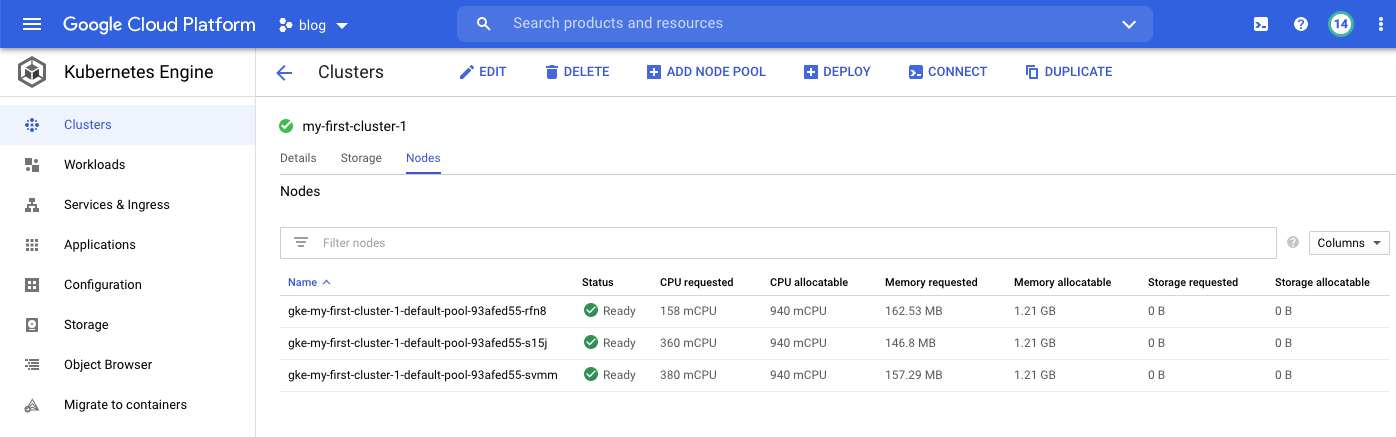 Google Cloud Platform blog Search products and resources 14
Kubernetes Engine Clusters EDIT DELETE ADD NODE POOL DEPLOY CONNECT DUPLICATE
Clusters
Workloads
Services & Ingress
Applications
Configuration
Storage
Object Browser
Migrate to containers
my-first-cluster-1
Details Storage Nodes
Nodes
Filter nodes Columns
Name Status CPU requested CPU allocatable Memory requested Memory allocatable Storage requested Storage allocatable
gke-my-first-cluster-1-default-pool-93afed55-rfn8 Ready 158 mCPU 940 mCPU 162.53 MB 1.21 GB 0 B 0 B
gke-my-first-cluster-1-default-pool-93afed55-s15j Ready 360 mCPU 940 mCPU 146.8 MB 1.21 GB 0 B 0 B
gke-my-first-cluster-1-default-pool-93afed55-svmm Ready 380 mCPU 940 mCPU 157.29 MB 1.21 GB 0 B 0 B